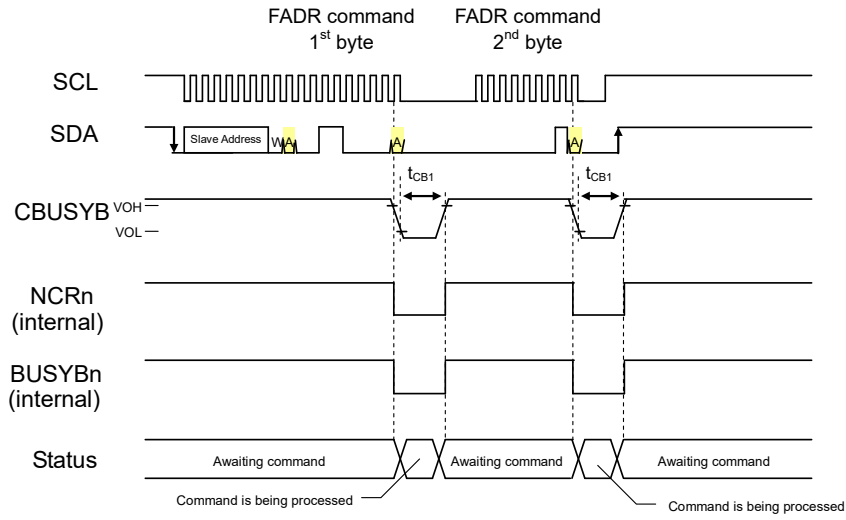 FADR command
1st byte
FADR command
2nd byte
SCL
SDA
Slave Address
W
A
A
A
tCB1
tCB1
CBUSYB
VOH
VOL
NCRn
(internal)
BUSYBn
(internal)
Status
Awaiting command
Awaiting command
Awaiting command
Command is being processed
Command is being processed